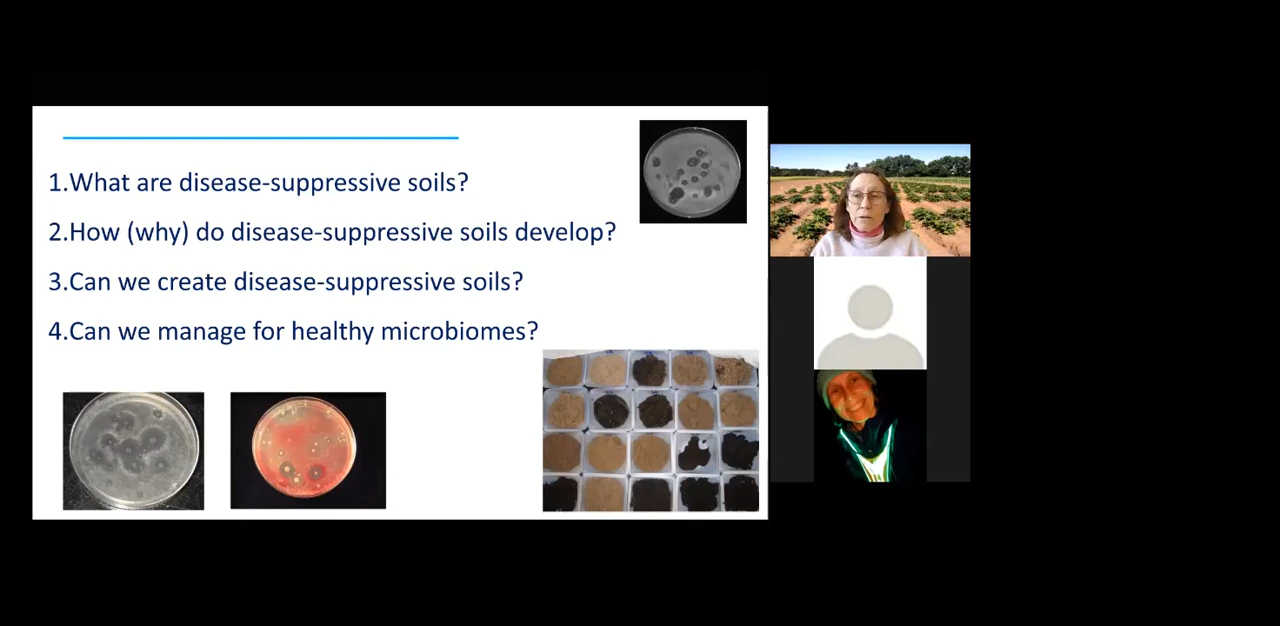 1.What are disease-suppressive soils?
2.How (why) do disease-suppressive soils develop?
3.Can we create disease-suppressive soils?
4.Can we manage for healthy microbiomes?